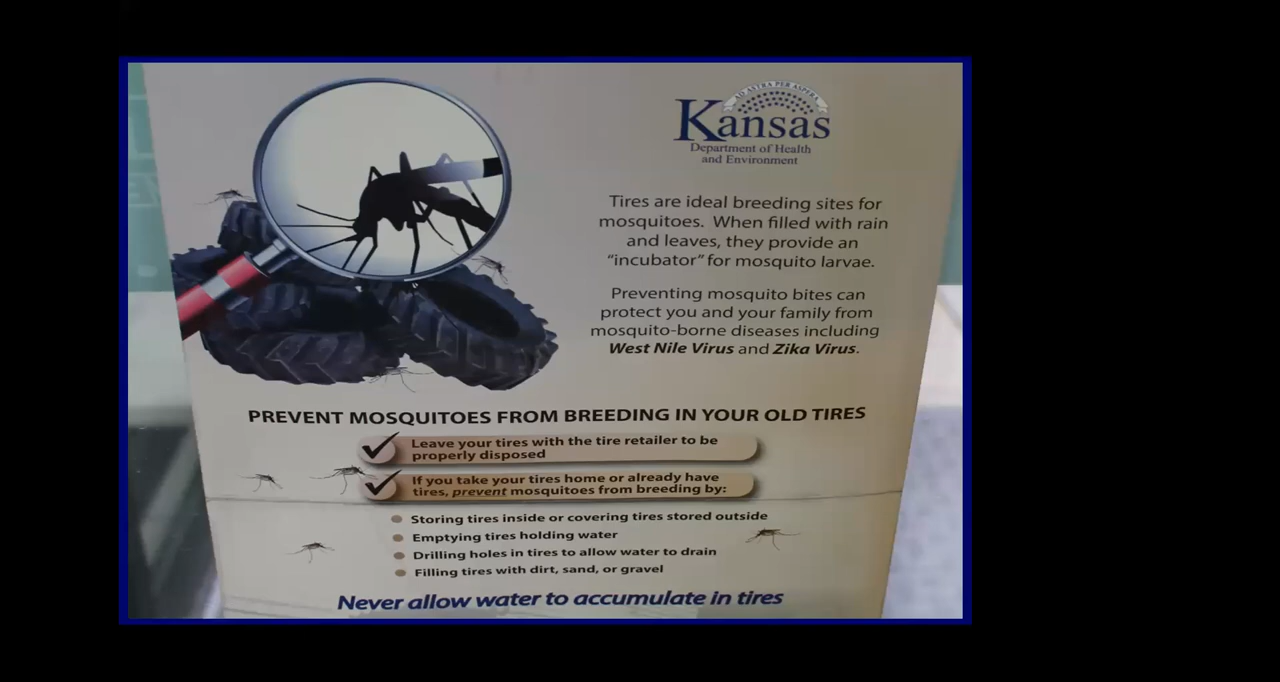 AD ASTRA PER ASPERA
Kansas
Department of Health
and Environment
Tires are ideal breeding sites for
mosquitoes. When filled with rain
and leaves, they provide an
“incubator” for mosquito larvae.
Preventing mosquito bites can
protect you and your family from
mosquito-borne diseases including
West Nile Virus and Zika Virus.
PREVENT MOSQUITOES FROM BREEDING IN YOUR OLD TIRES
Leave your tires with the tire retailer to be
properly disposed
If you take your tires home or already have
tires, prevent mosquitoes from breeding by:
Storing tires inside or covering tires stored outside
Emptying tires holding water
Drilling holes in tires to allow water to drain
Filling tires with dirt, sand, or gravel
Never allow water to accumulate in tires